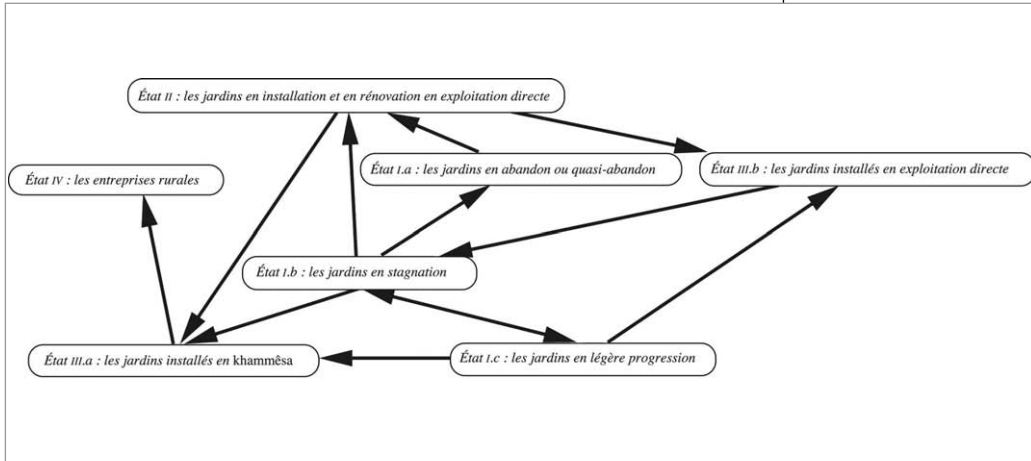 État II : les jardins en installation et en rénovation en exploitation directe
État I.a : les jardins en abandon ou quasi-abandon
État III.b : les jardins installés en exploitation directe
État IV : les entreprises rurales
État I.b : les jardins en stagnation
État III.a : les jardins installés en khammêsa
État I.c : les jardins en légère progression